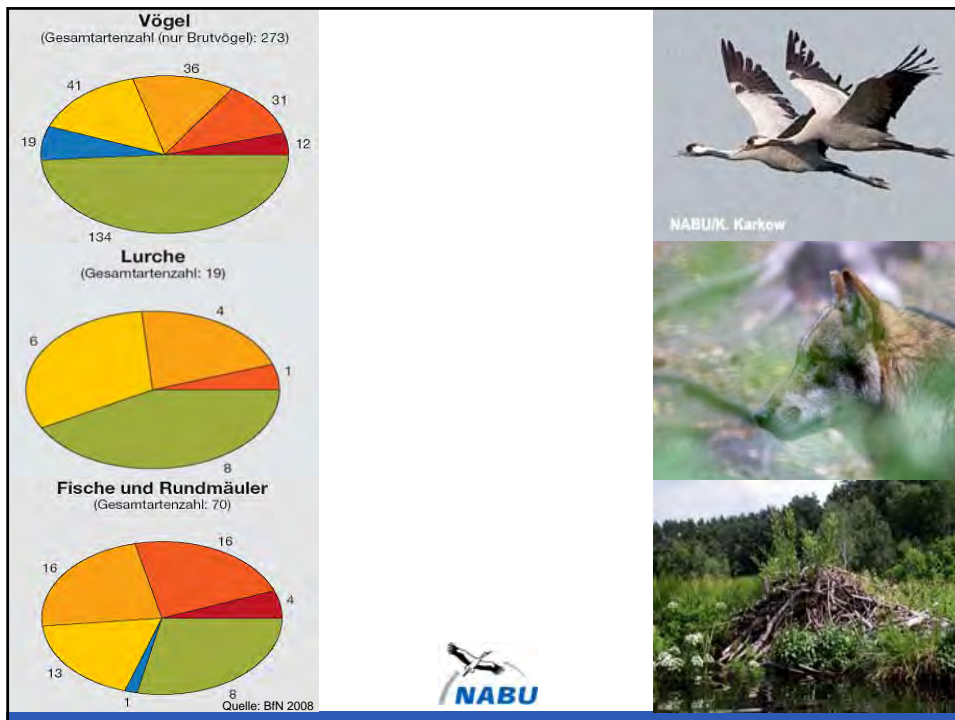 Vögel
(Gesamtartenzahl (nur Brutvögel): 273)
36
41
31
19
12
134
Lurche
(Gesamtartenzahl: 19)
4
6
1
8
Fische und Rundmäuler
(Gesamtartenzahl: 70)
16
16
4
13
1
8
Quelle: BfN 2008
NABU
NABU/K. Karkow